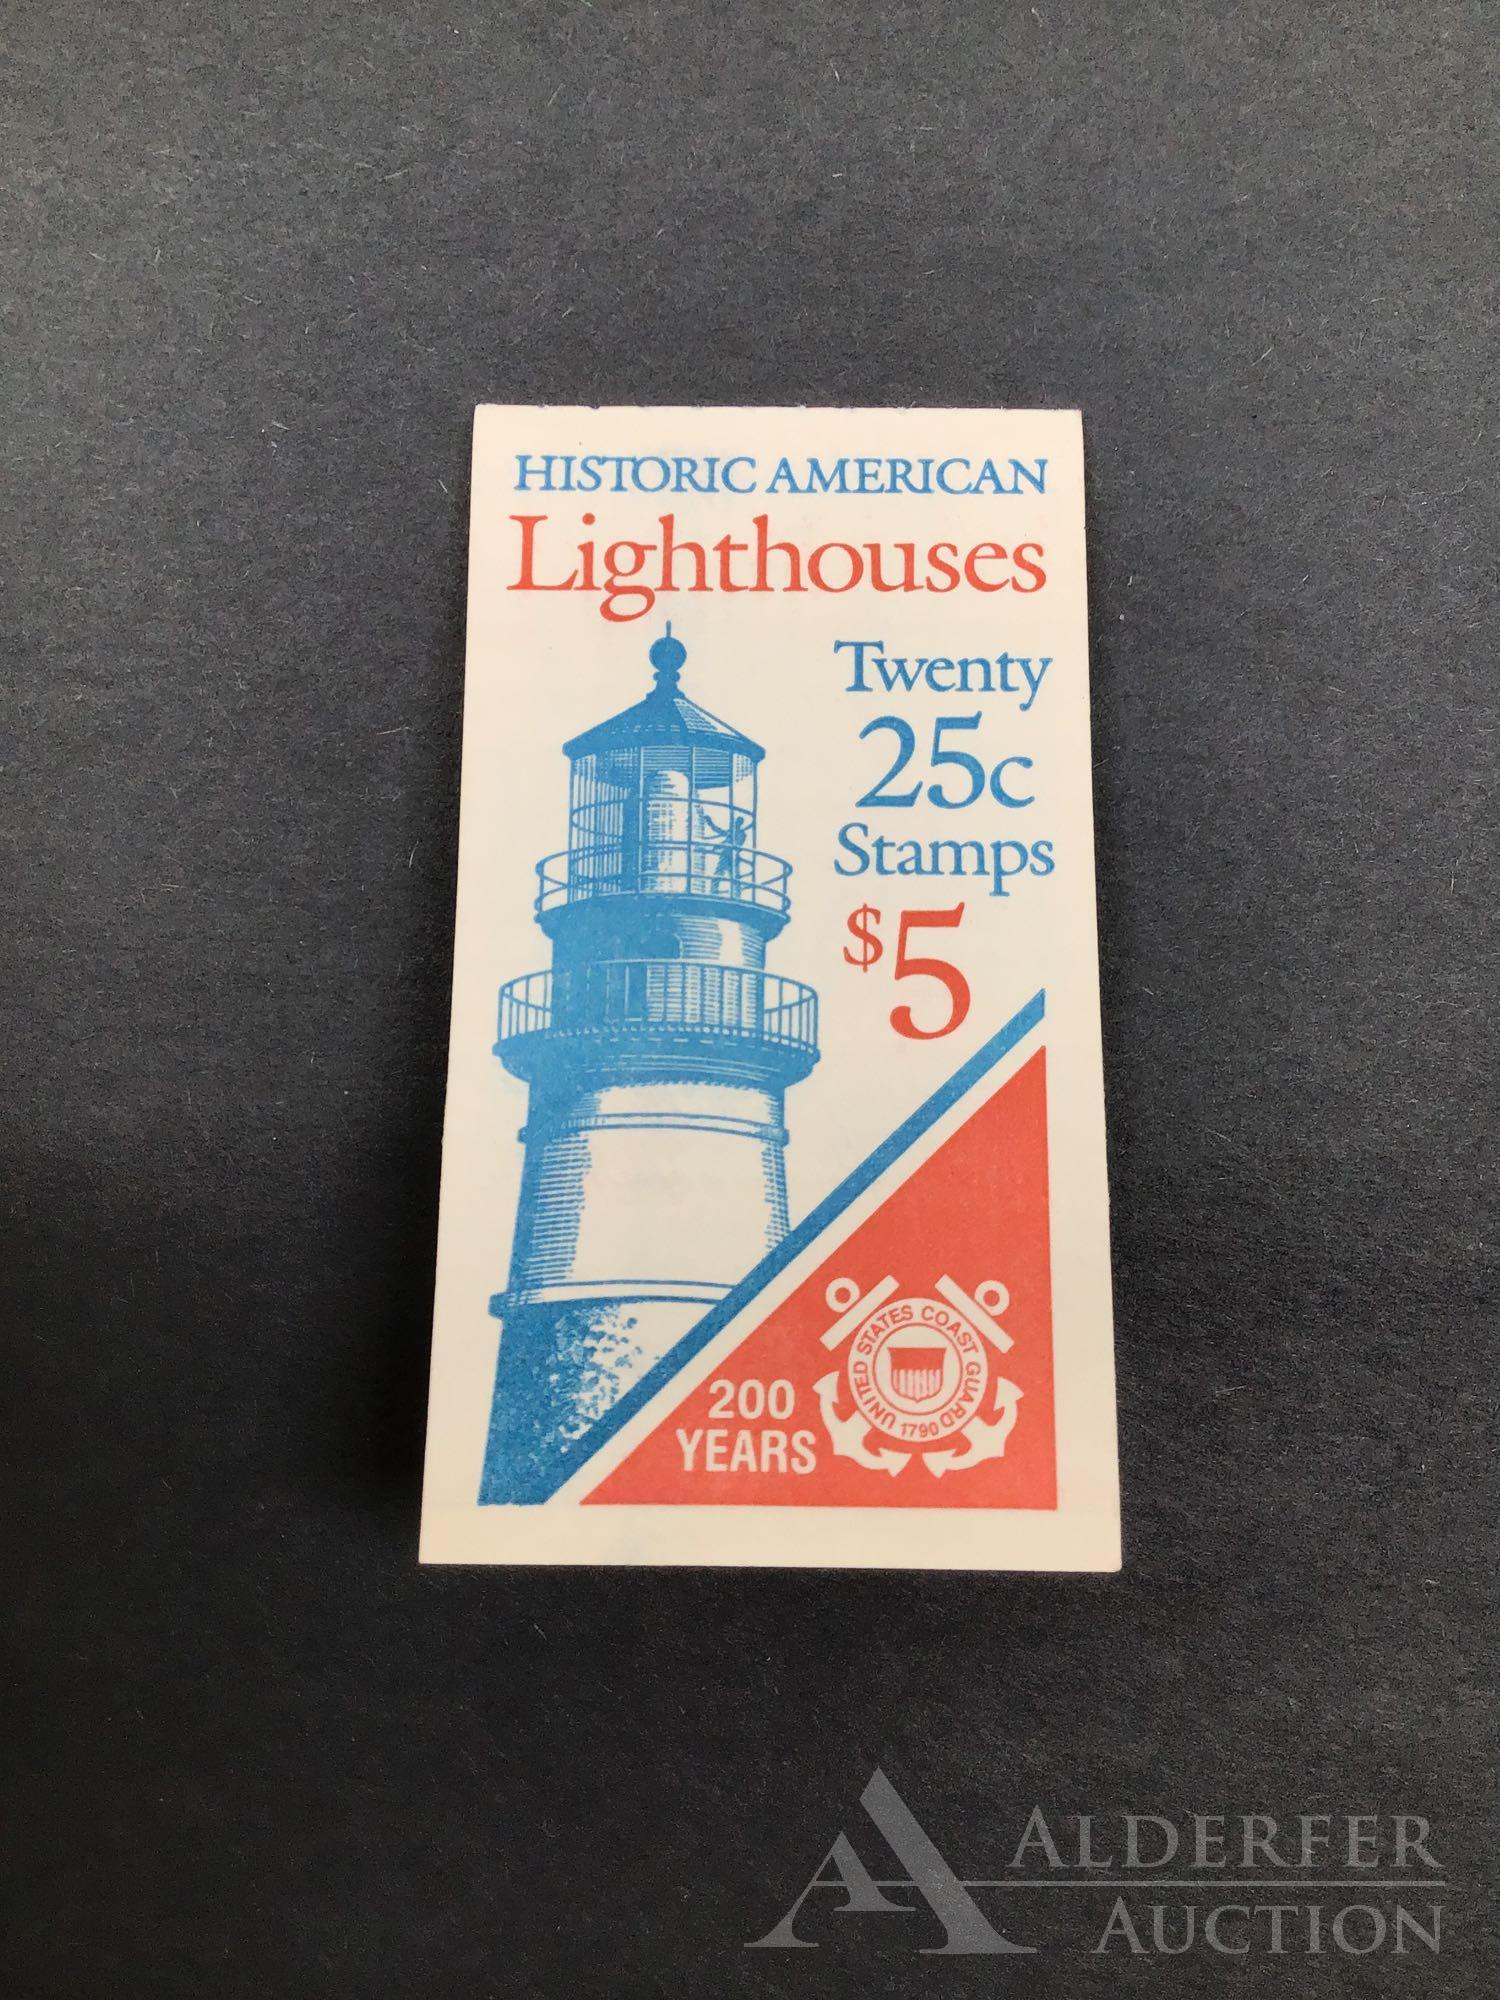 HISTORIC AMERICAN
Lighthouses
Twenty
25c
Stamps
$5
UNITED STATES COAST GUARD
1790
200
YEARS
ALDERFER
AUCTION